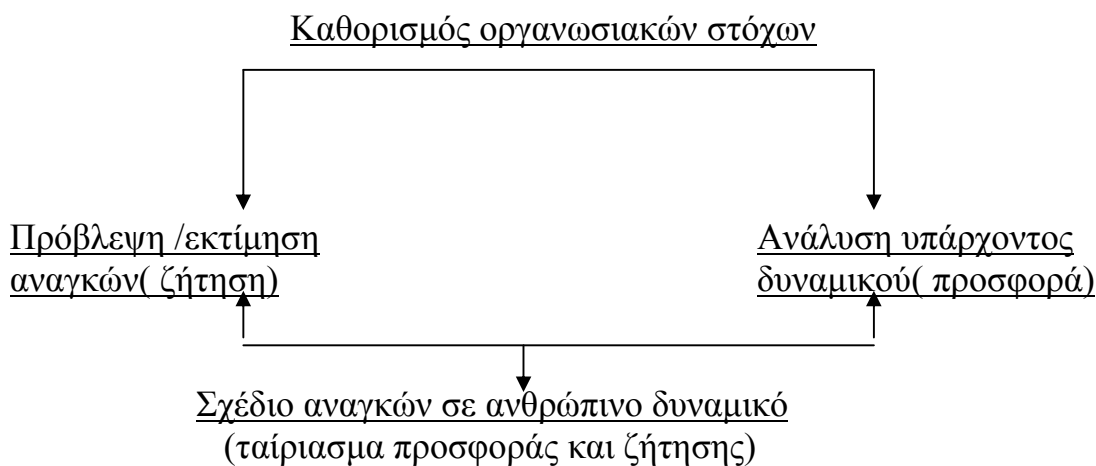 Καθορισμός οργανωσιακών στόχων
Πρόβλεψη /εκτίμηση
αναγκών( ζήτηση)
Ανάλυση υπάρχοντος
δυναμικού( προσφορά)
Σχέδιο αναγκών σε ανθρώπινο δυναμικό
(ταίριασμα προσφοράς και ζήτησης)